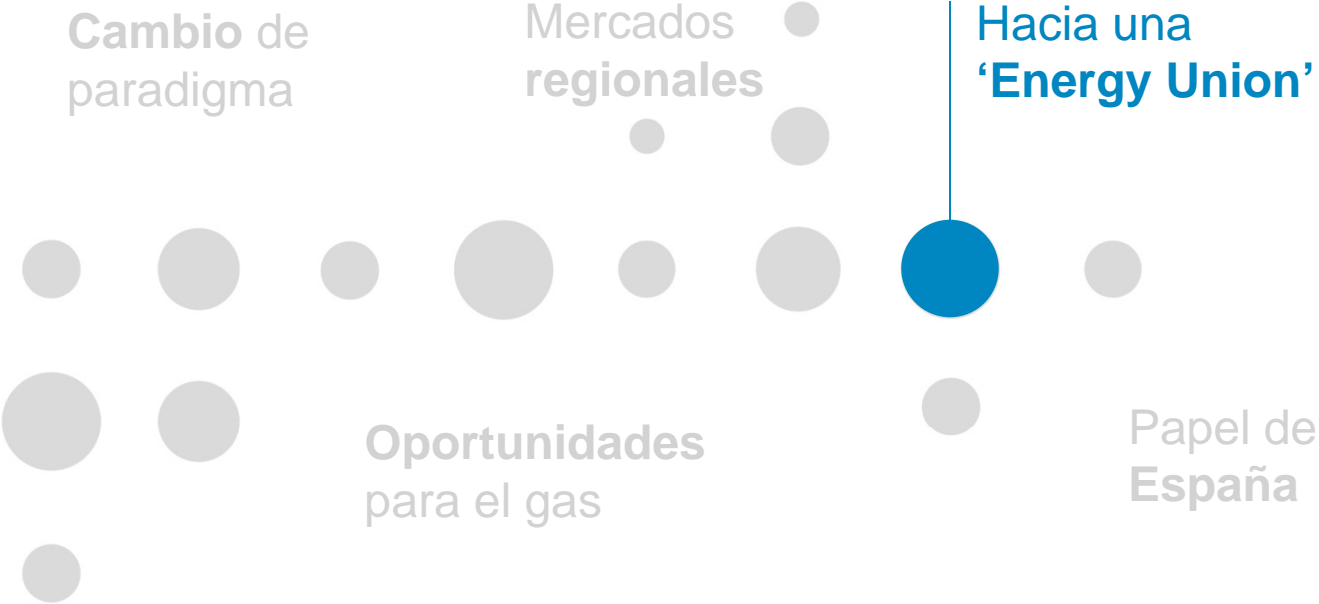 Cambio de
paradigma
Mercados
regionales
Hacia una
‘Energy Union’
Oportunidades
para el gas
Papel de
España